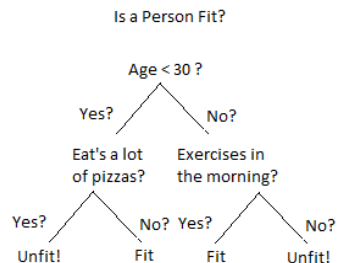 Is a Person Fit?
Age < 30 ?
Yes?
No?
Eat's a lot
of pizzas?
Exercises in
the morning?
Yes?
No?
Yes?
No?
Unfit!
Fit
Fit
Unfit!